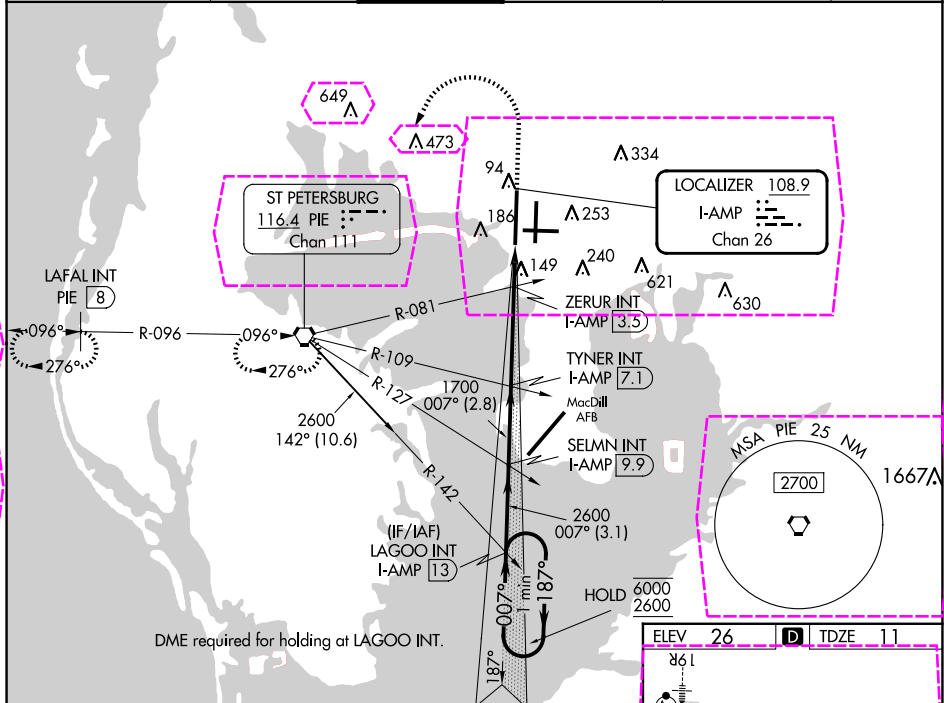 649
473
334
94
ST PETERSBURG
116.4 PIE
Chan 111
LOCALIZER 108.9
I-AMP
Chan 26
186
253
149
240
621
630
LAFAL INT
PIE 8
R-081
ZERUR INT
I-AMP 3.5
096°
R-096
096°
276°
276°
R-109
R-127
TYNER INT
I-AMP 7.1
1700
007° (2.8)
MacDill
AFB
2600
142° (10.6)
SELMN INT
I-AMP 9.9
MSA PIE 25 NM
2700
1667
R-142
2600
007° (3.1)
(IF/IAF)
LAGOO INT
I-AMP 13
007°
1 min
187°
HOLD 6000
2600
DME required for holding at LAGOO INT.
187°
ELEV 26 D TDZE 11
19R